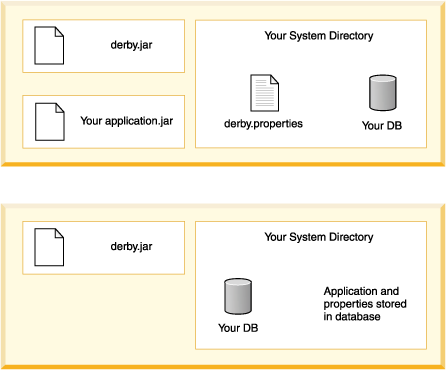 derby.jar
Your System Directory
Your application.jar
derby.properties
Your DB
derby.jar
Your System Directory
Your DB
Application and
properties stored
in database